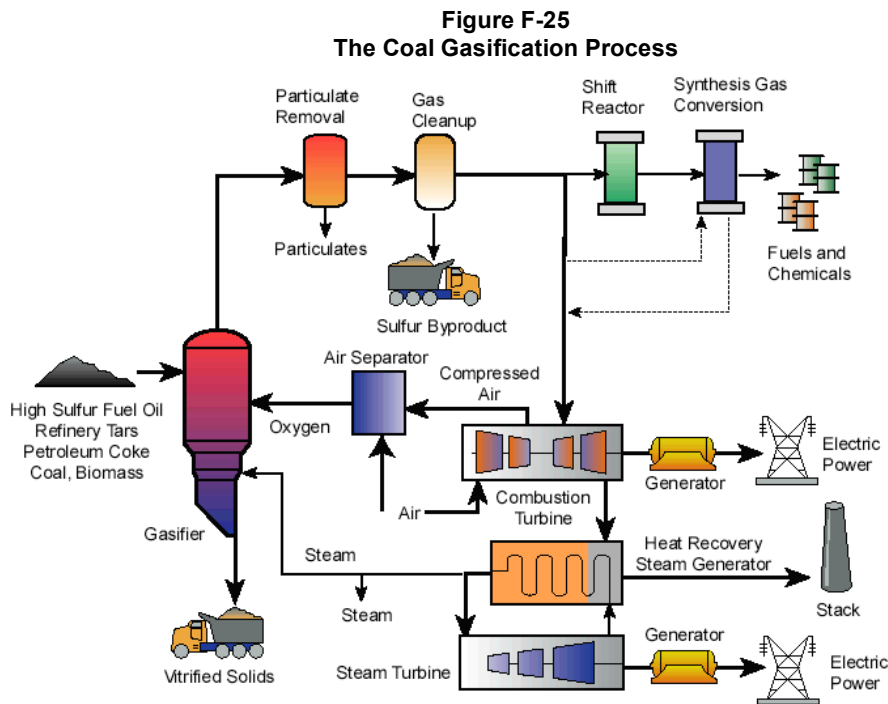 Figure F-25
The Coal Gasification Process
Particulate
Removal
Gas
Cleanup
Shift
Reactor
Synthesis Gas
Conversion
Particulates
Sulfur Byproduct
Fuels and
Chemicals
High Sulfur Fuel Oil
Refinery Tars
Petroleum Coke
Coal, Biomass
Air Separator
Oxygen
Compressed
Air
Air
Combustion
Turbine
Generator
Electric
Power
Gasifier
Steam
Steam
Heat Recovery
Steam Generator
Stack
Vitrified Solids
Steam Turbine
Generator
Electric
Power